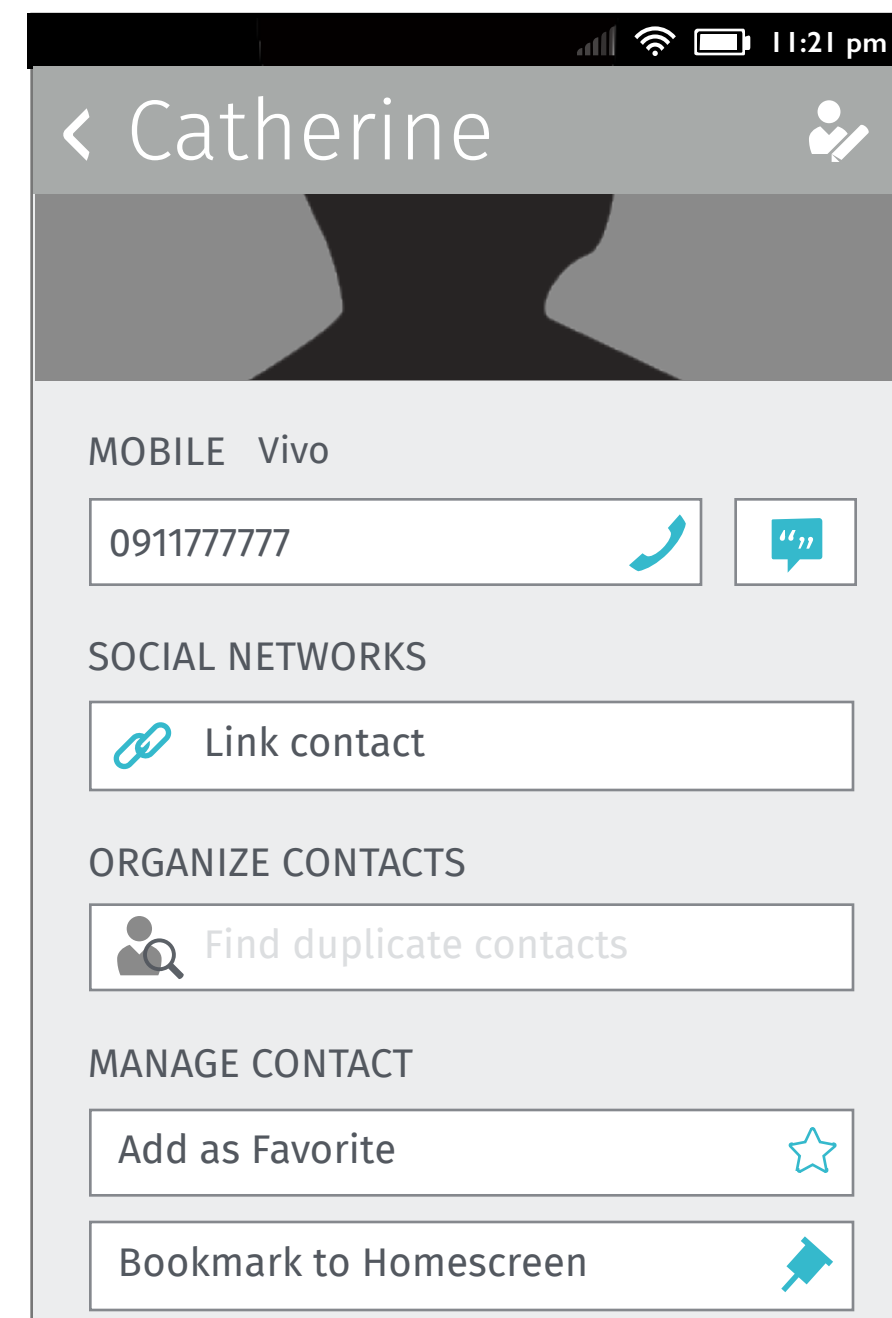 11:21 pm
Catherine
MOBILE Vivo
0911777777
SOCIAL NETWORKS
Link contact
ORGANIZE CONTACTS
Find duplicate contacts
MANAGE CONTACT
Add as Favorite
Bookmark to Homescreen